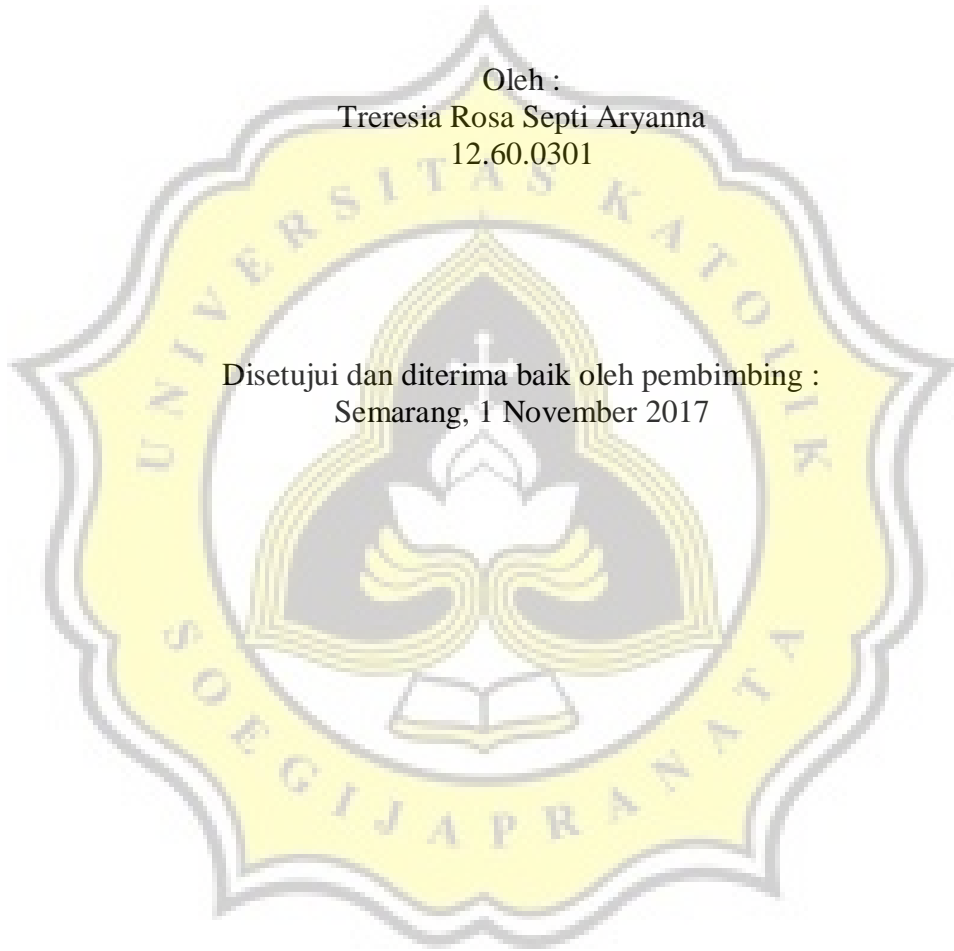 Oleh :
Treresia Rosa Septi Aryanna
12.60.0301
UNIVERSITAS KATOLIK
Disetujui dan diterima baik oleh pembimbing :
Semarang, 1 November 2017
SOEGIJAPRANATA